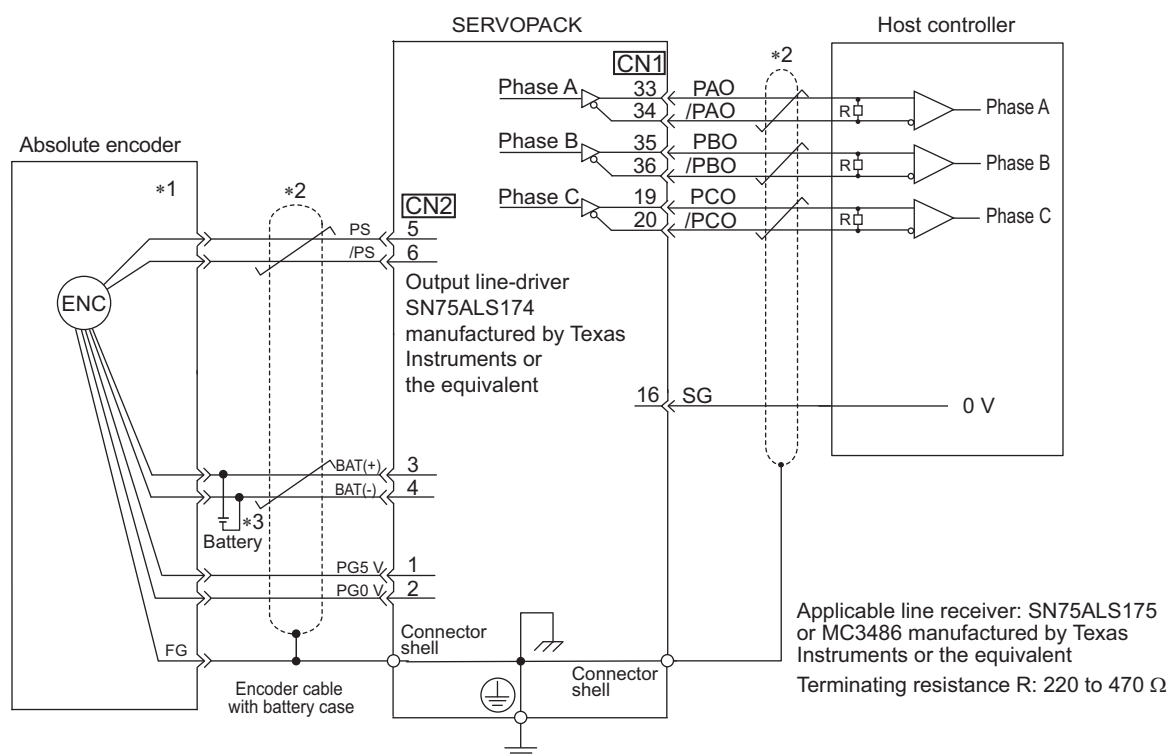 SERVOPACK
Host controller
CN1
*2
Phase A
33
PAO
34
/PAO
R
Phase A
Phase B
35
PBO
36
/PBO
R
Phase B
Phase C
19
PCO
20
/PCO
R
Phase C
Absolute encoder
*1
*2
CN2
PS
5
/PS
6
ENC
Output line-driver
SN75ALS174
manufactured by Texas
Instruments or
the equivalent
16
SG
0 V
BAT(+)
3
BAT(-)
4
*3
Battery
PG5 V
1
PG0 V
2
FG
Connector
shell
Connector
shell
Encoder cable
with battery case
Applicable line receiver: SN75ALS175
or MC3486 manufactured by Texas
Instruments or the equivalent
Terminating resistance R: 220 to 470 Ω